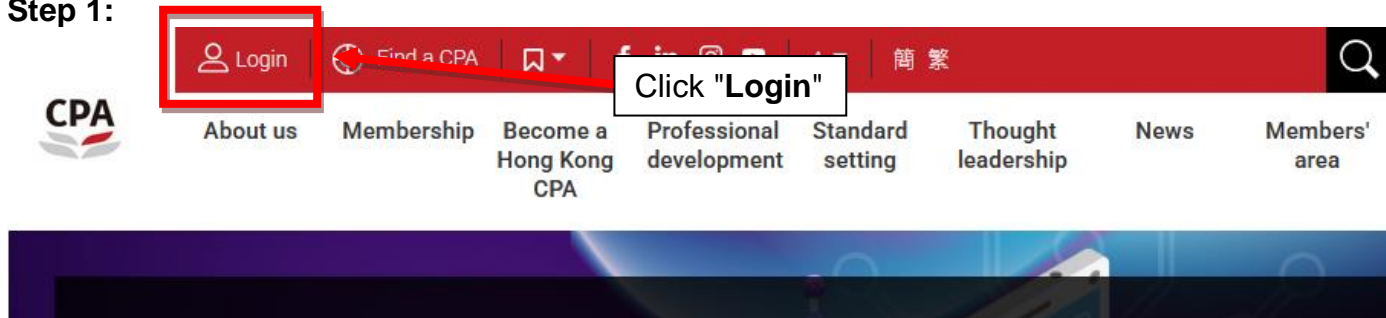 Step 1:
Login Find a CPA 簡 繁
Click "Login"
CPA
About us Membership Become a Hong Kong CPA Professional development Standard setting Thought leadership News Members' area